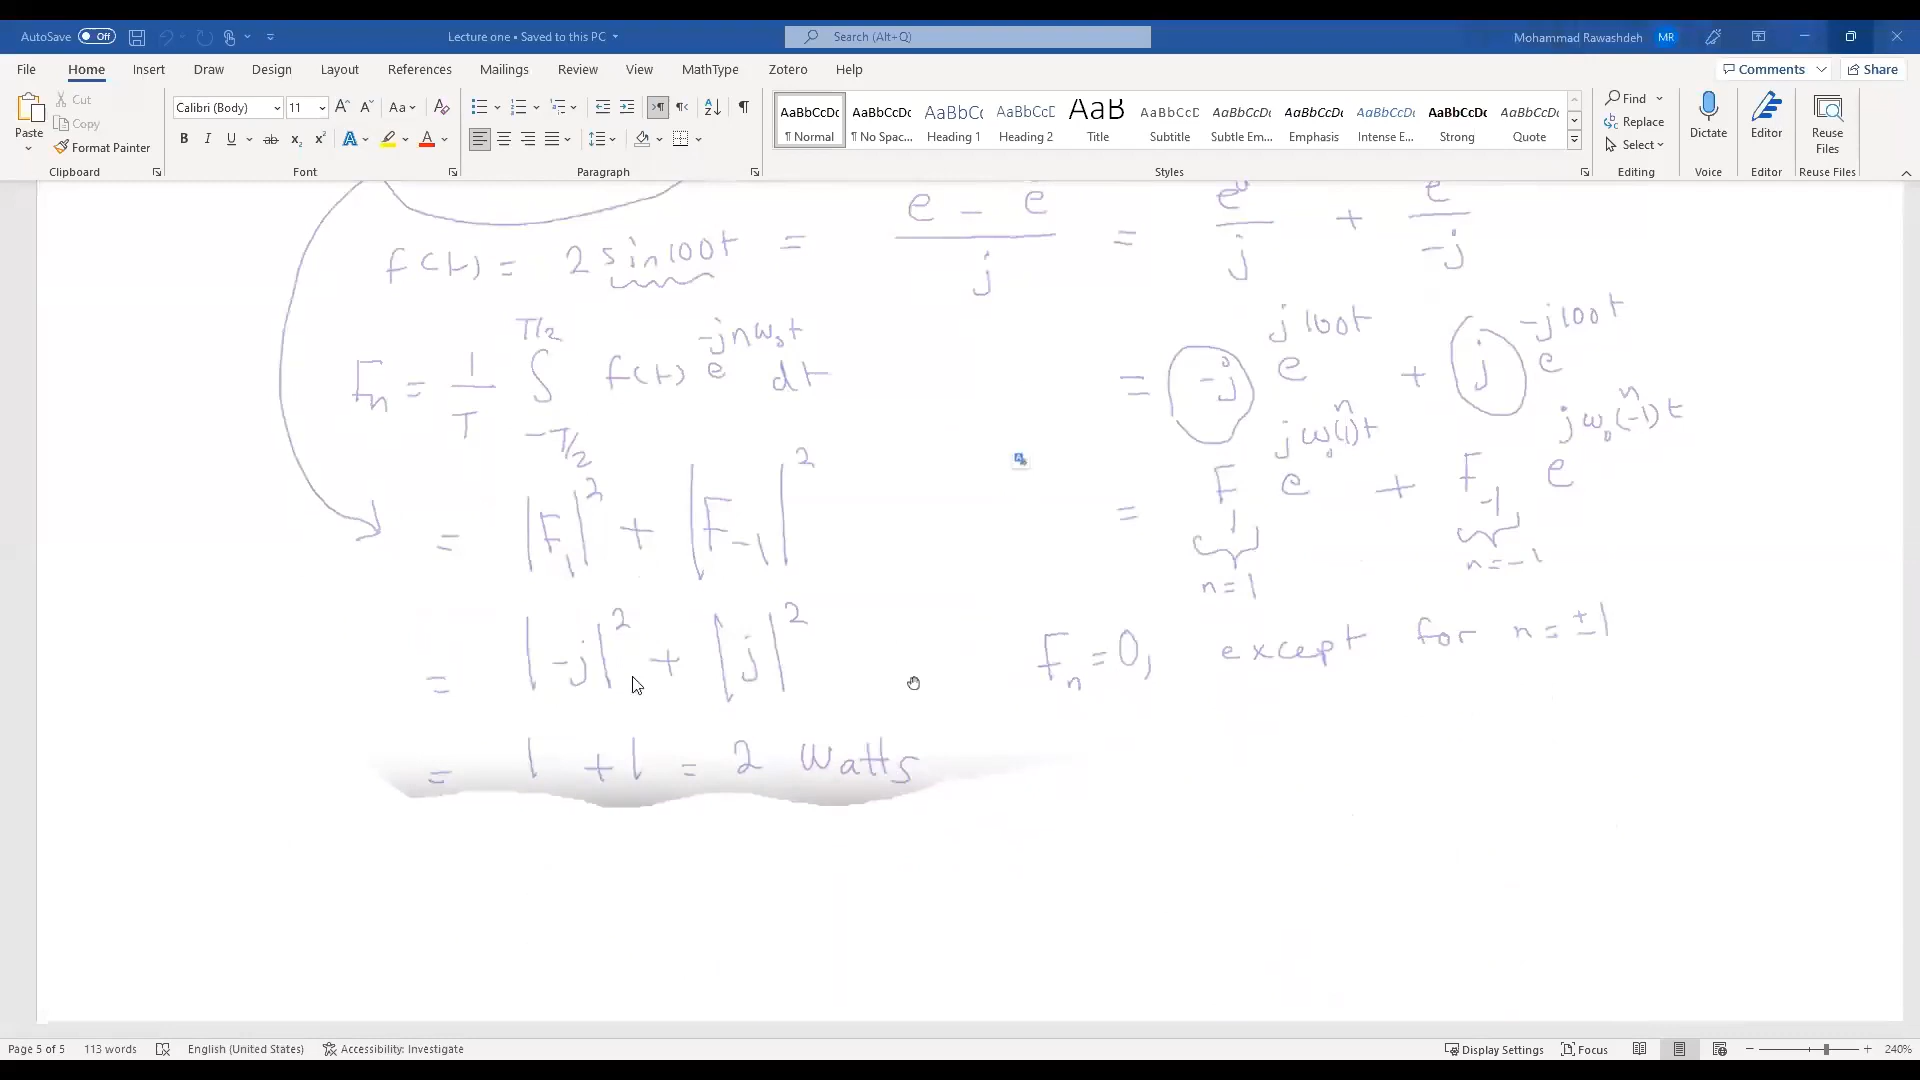 AutoSave Off
Lecture one • Saved to this PC
Search (Alt+Q)
Mohammad Rawashdeh MR
File Home Insert Draw Design Layout References Mailings Review View MathType Zotero Help
Comments Share
Paste
Cut
Copy
Format Painter
Clipboard
Calibri (Body) 11
Font
Paragraph
AaBbCcDc AaBbCcDc AaBbC( AaBbCcD AaB AaBbCcD AaBbCcDc AaBbCcDc AaBbCcDc AaBbCcDc AaBbCcDc
¶ Normal ¶ No Spac... Heading 1 Heading 2 Title Subtitle Subtle Em... Emphasis Intense E... Strong Quote
Styles
Find
Replace
Select
Editing
Dictate
Voice
Editor
Editor
Reuse Files
Reuse Files
f(t) = 2 sin100t = e - e / j = e / j + e / -j
Fn = 1/T ∫ -T/2 T/2 f(t) e^-jnω₀t dt
= -j e^j100t + j e^-j100t
= F₁ e^jω₀(1)t + F₋₁ e^jω₀(-1)t
n n
n=1 n=-1
= |F₁|² + |F₋₁|²
= |-j|² + |j|²
Fn = 0, except for n = ±1
= 1 + 1 = 2 Watts
Page 5 of 5 113 words English (United States) Accessibility: Investigate
Display Settings Focus 240%